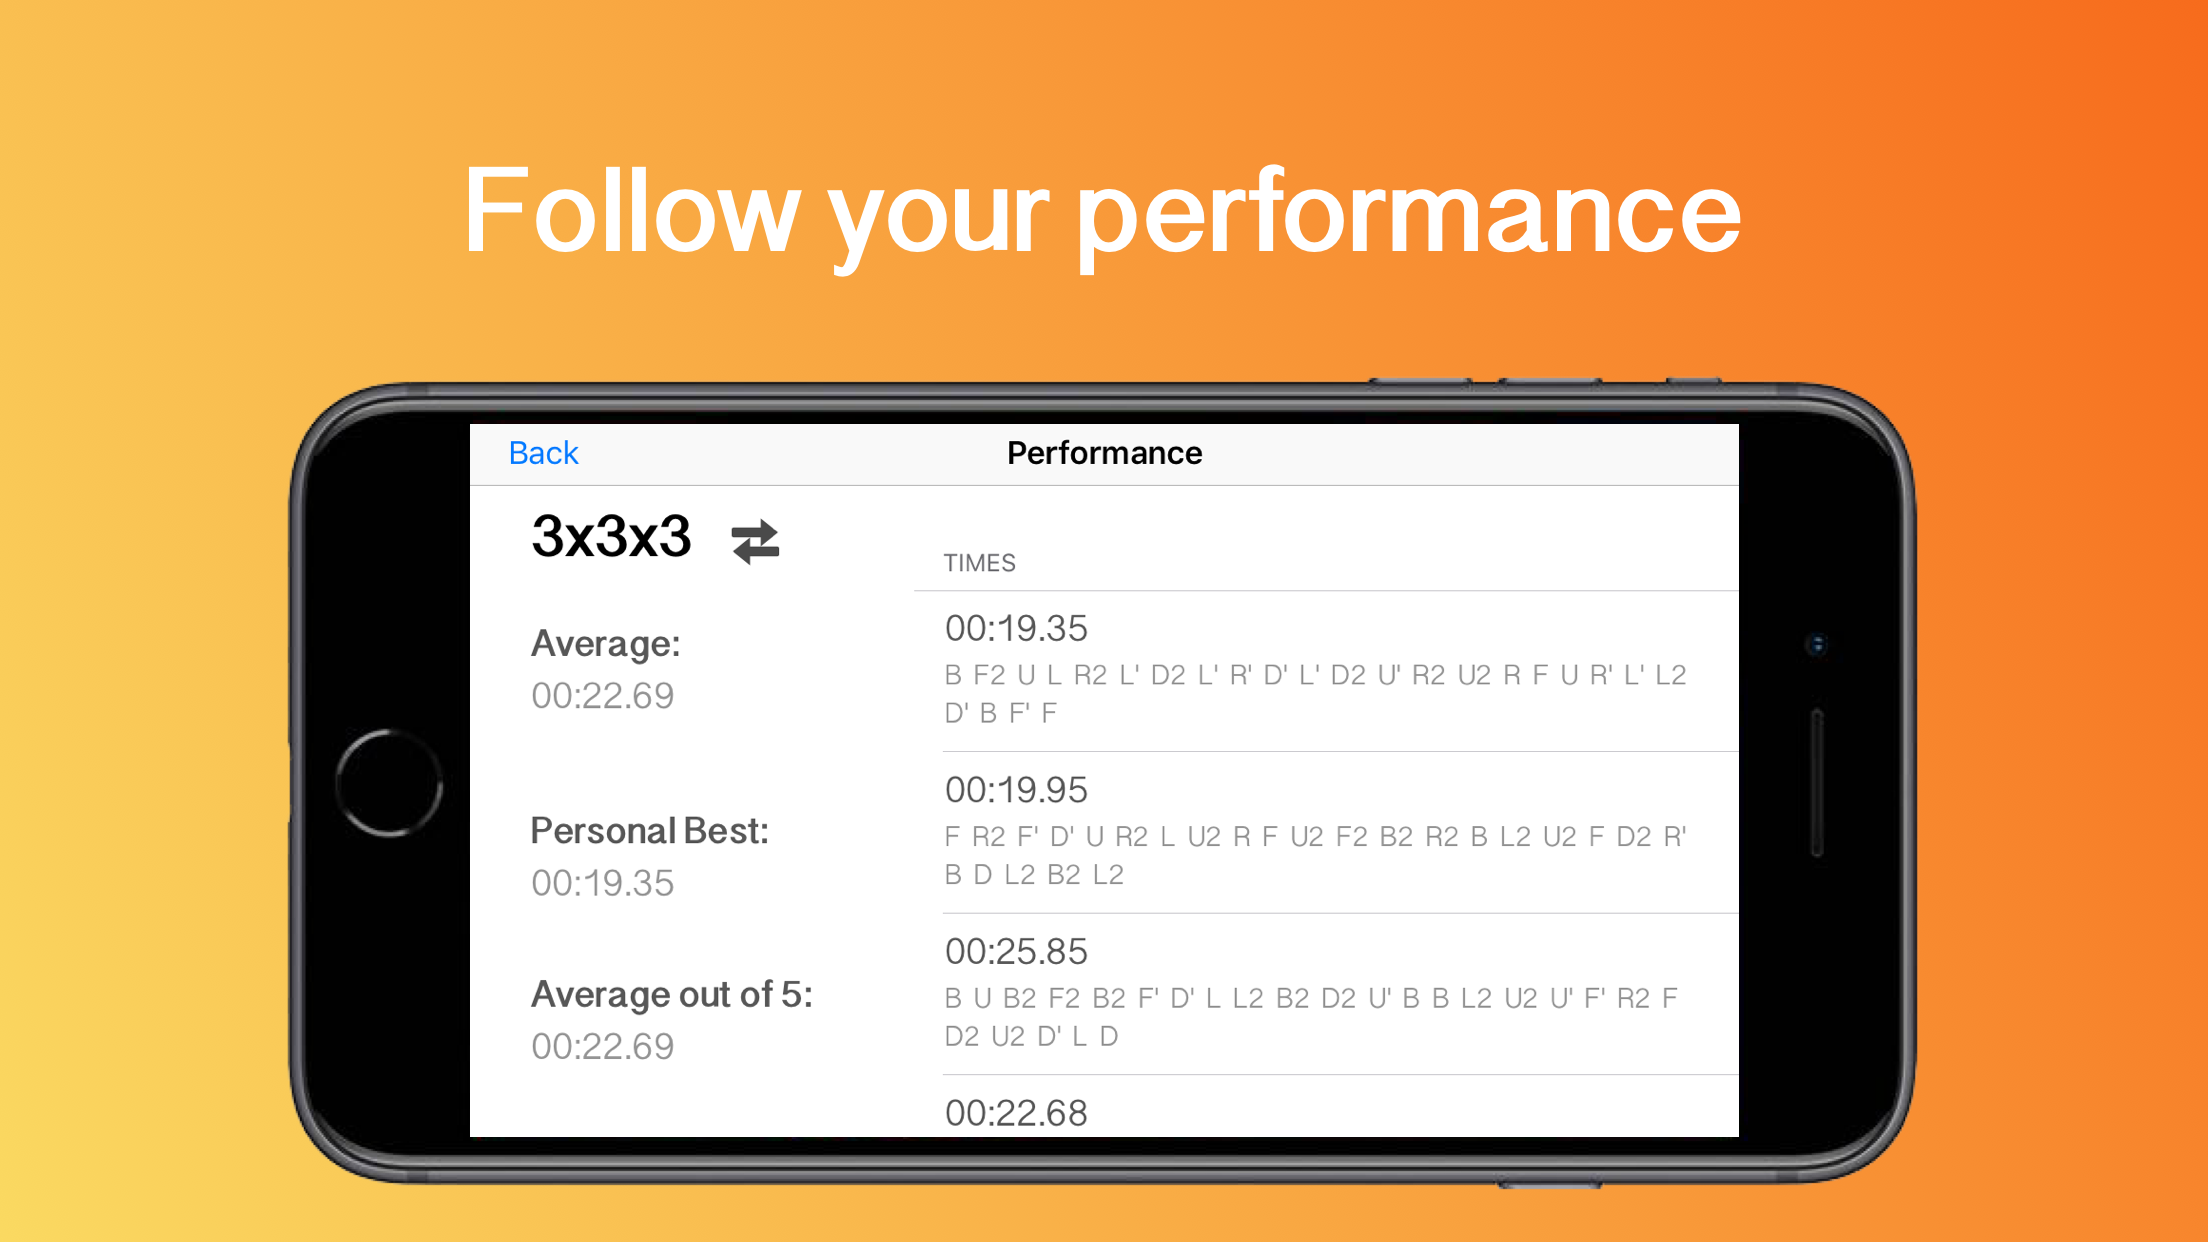 Follow your performance
Back
Performance
3x3x3
Average:
00:22.69
Personal Best:
00:19.35
Average out of 5:
00:22.69
TIMES
00:19.35
B F2 U L R2 L' D2 L' R' D' L' D2 U' R2 U2 R F U R' L' L2
D' B F' F
00:19.95
F R2 F' D' U R2 L U2 R F U2 F2 B2 R2 B L2 U2 F D2 R'
B D L2 B2 L2
00:25.85
B U B2 F2 B2 F' D' L L2 B2 D2 U' B B L2 U2 U' F' R2 F
D2 U2 D' L D
00:22.68